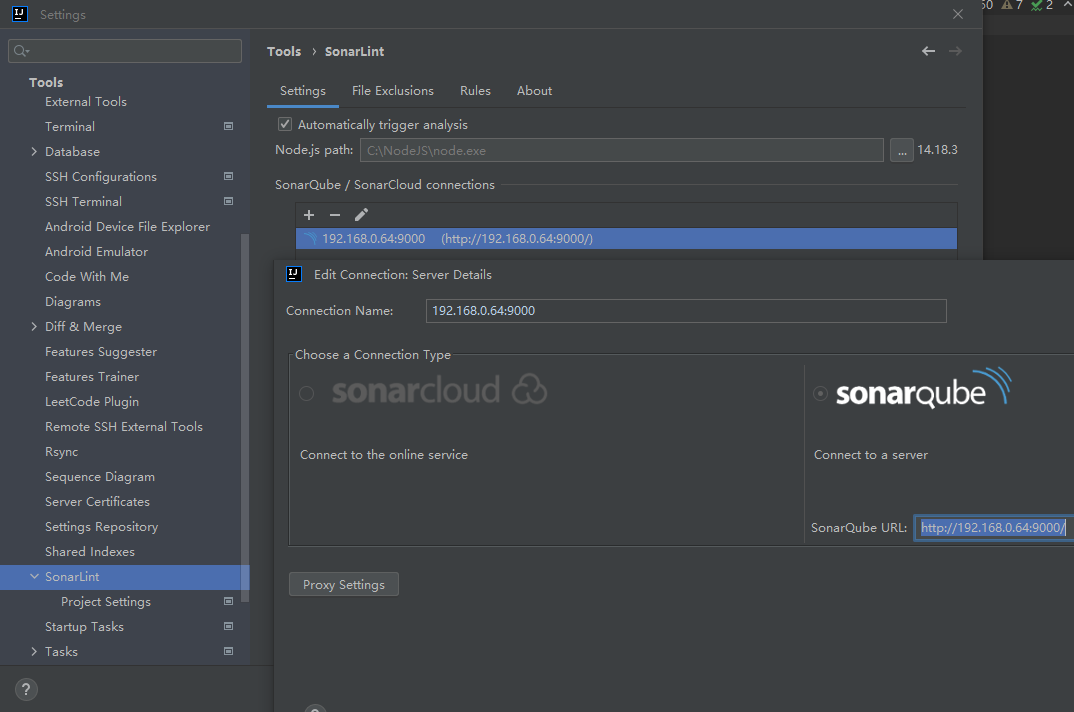 Settings
50 7 2
Tools
External Tools
Terminal
Database
SSH Configurations
SSH Terminal
Android Device File Explorer
Android Emulator
Code With Me
Diagrams
Diff & Merge
Features Suggester
Features Trainer
LeetCode Plugin
Remote SSH External Tools
Rsync
Sequence Diagram
Server Certificates
Settings Repository
Shared Indexes
SonarLint
Project Settings
Startup Tasks
Tasks
?
Tools › SonarLint
Settings File Exclusions Rules About
Automatically trigger analysis
Node.js path: C:\NodeJS\node.exe ... 14.18.3
SonarQube / SonarCloud connections
192.168.0.64:9000 (http://192.168.0.64:9000/)
IJ Edit Connection: Server Details
Connection Name: 192.168.0.64:9000
Choose a Connection Type
sonarcloud
Connect to the online service
sonarqube
Connect to a server
SonarQube URL: http://192.168.0.64:9000/
Proxy Settings